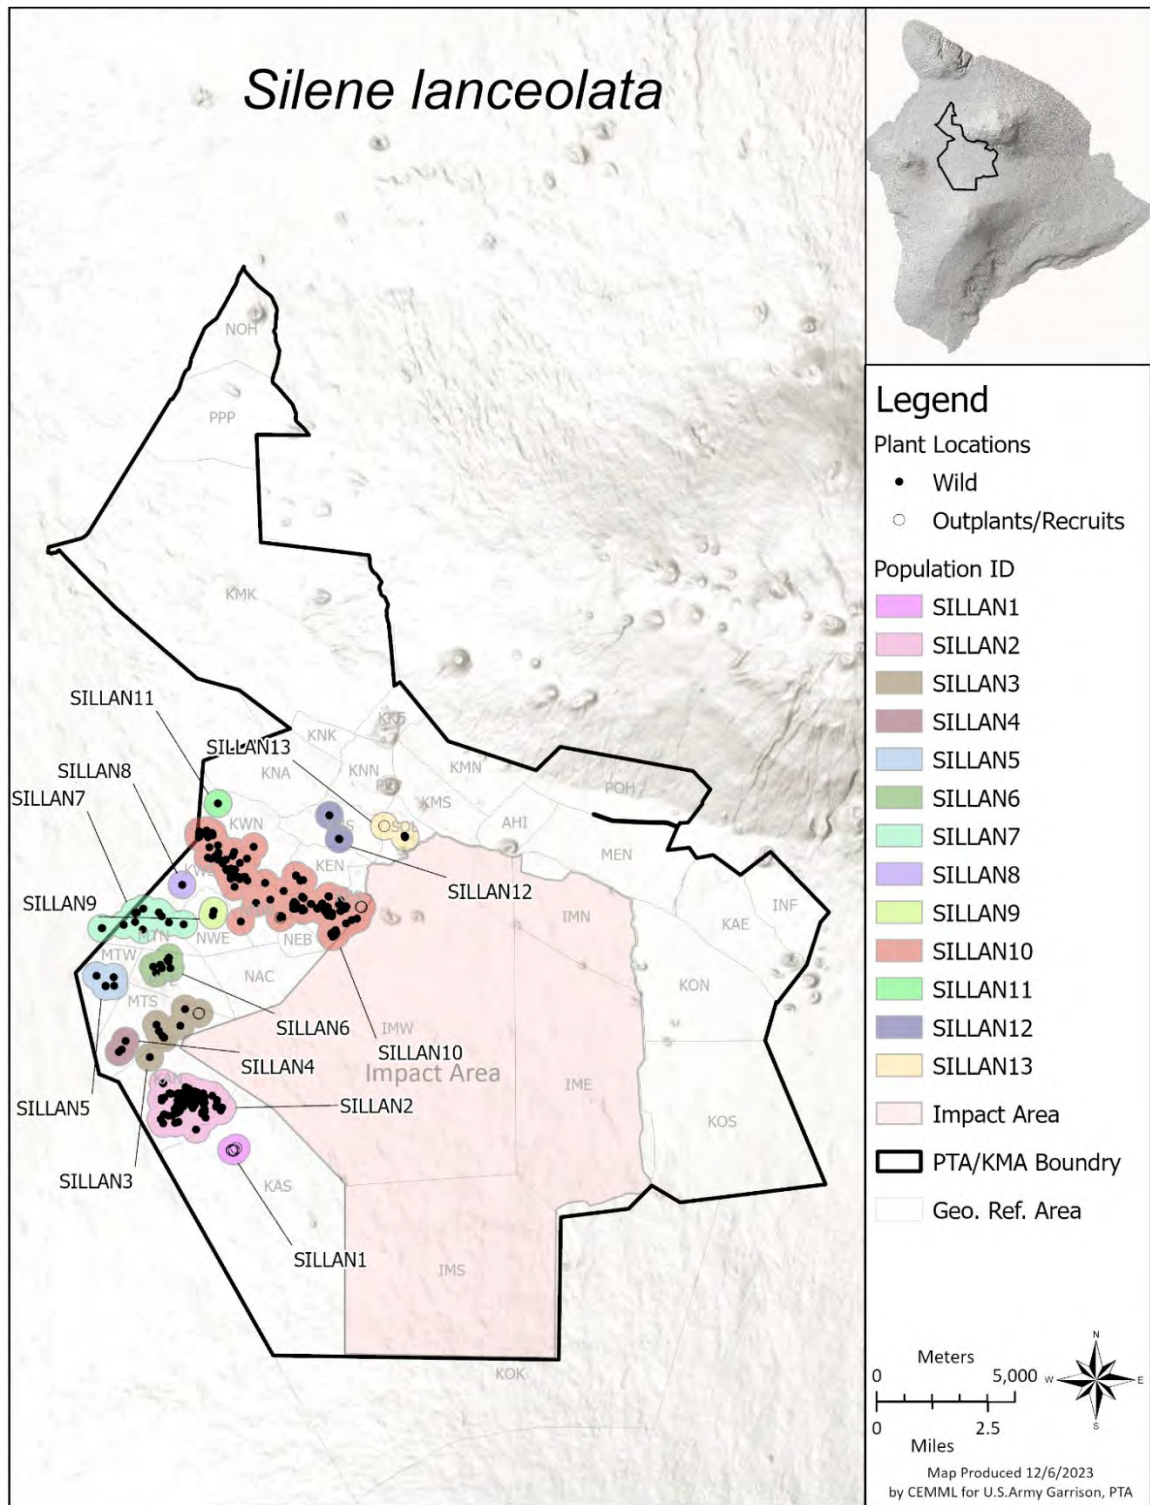 Silene lanceolata
NOH
PPP
KMK
SILLAN11
KKS
KNK
SILLAN13
SILLAN8
KNA
KNN
KMN
SILLAN7
POH
KMS
KWN
SOL
AHI
KEN
MEN
SILLAN12
SILLAN9
INF
IMN
KAE
MTN
NWE
NEB
MTW
NAC
KON
MTS
SILLAN6
IMW
SILLAN10
SILLAN4
Impact Area
IME
SILLAN5
SILLAN2
KOS
SILLAN3
KAS
SILLAN1
IMS
KOK
Legend
Plant Locations
Wild
Outplants/Recruits
Population ID
SILLAN1
SILLAN2
SILLAN3
SILLAN4
SILLAN5
SILLAN6
SILLAN7
SILLAN8
SILLAN9
SILLAN10
SILLAN11
SILLAN12
SILLAN13
Impact Area
PTA/KMA Boundry
Geo. Ref. Area
Meters
0 5,000
0 2.5
Miles
N
W E
S
Map Produced 12/6/2023
by CEMML for U.S.Army Garrison, PTA